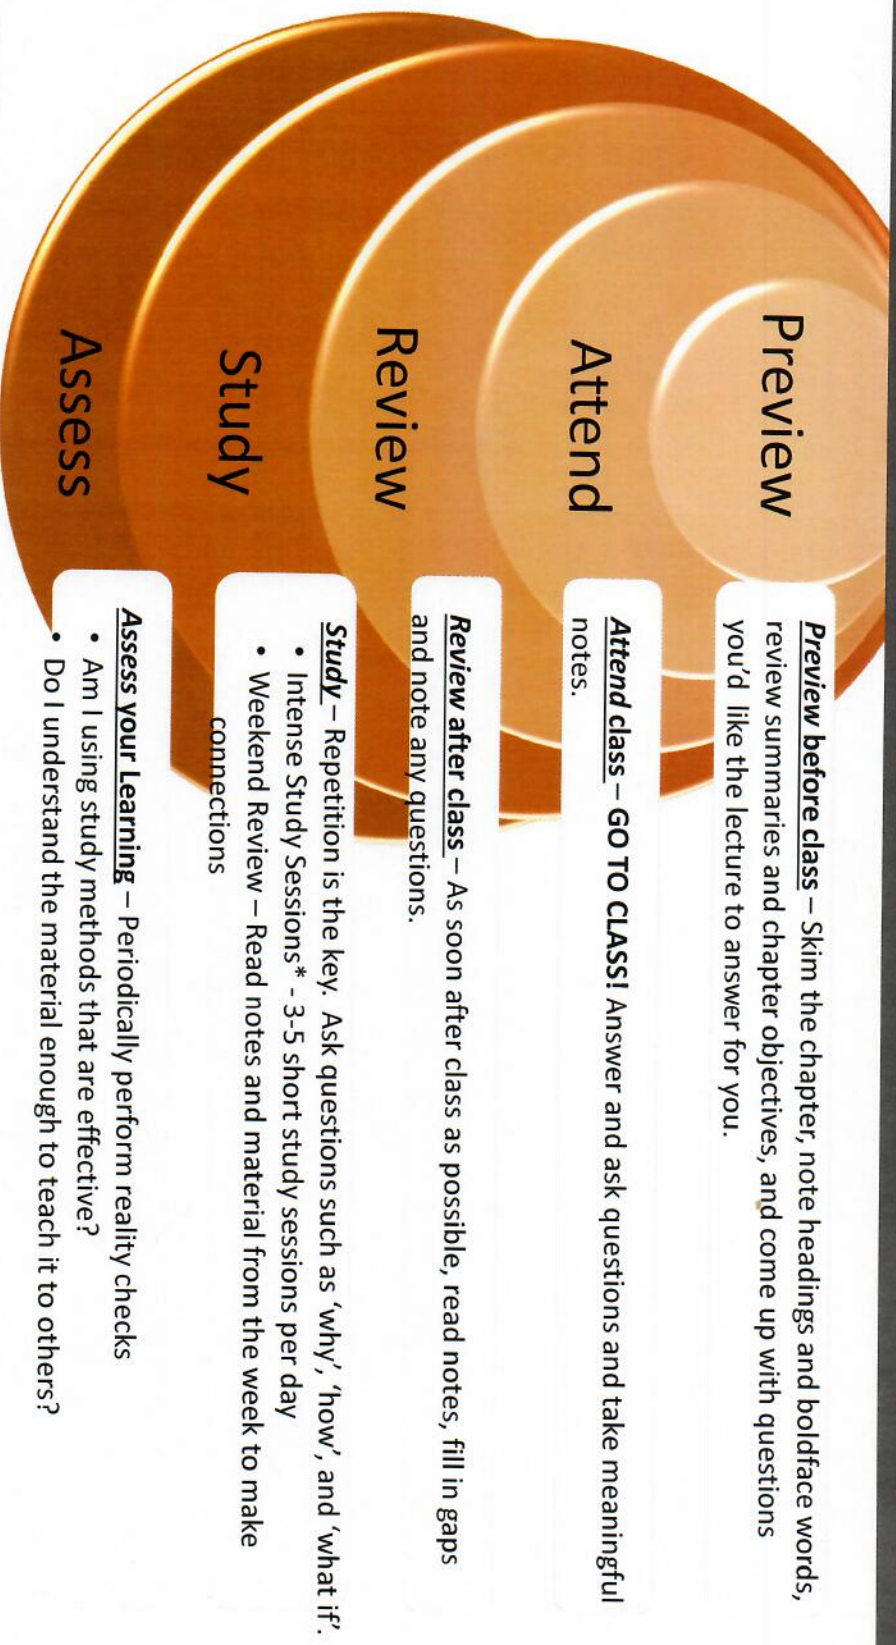 Preview
Preview before class – Skim the chapter, note headings and boldface words,
review summaries and chapter objectives, and come up with questions
you'd like the lecture to answer for you.
Attend
Attend class – GO TO CLASS! Answer and ask questions and take meaningful
notes.
Review
Review after class – As soon after class as possible, read notes, fill in gaps
and note any questions.
Study
Study – Repetition is the key. Ask questions such as 'why', 'how', and 'what if'.
• Intense Study Sessions* - 3-5 short study sessions per day
• Weekend Review – Read notes and material from the week to make
connections
Assess
Assess your Learning – Periodically perform reality checks
• Am I using study methods that are effective?
• Do I understand the material enough to teach it to others?